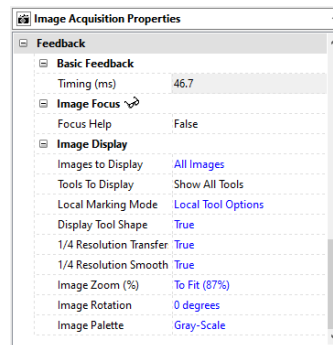 Image Acquisition Properties
Feedback
Basic Feedback
Timing (ms) 46.7
Image Focus
Focus Help False
Image Display
Images to Display All Images
Tools To Display Show All Tools
Local Marking Mode Local Tool Options
Display Tool Shape True
1/4 Resolution Transfer True
1/4 Resolution Smooth True
Image Zoom (%) To Fit (87%)
Image Rotation 0 degrees
Image Palette Gray-Scale